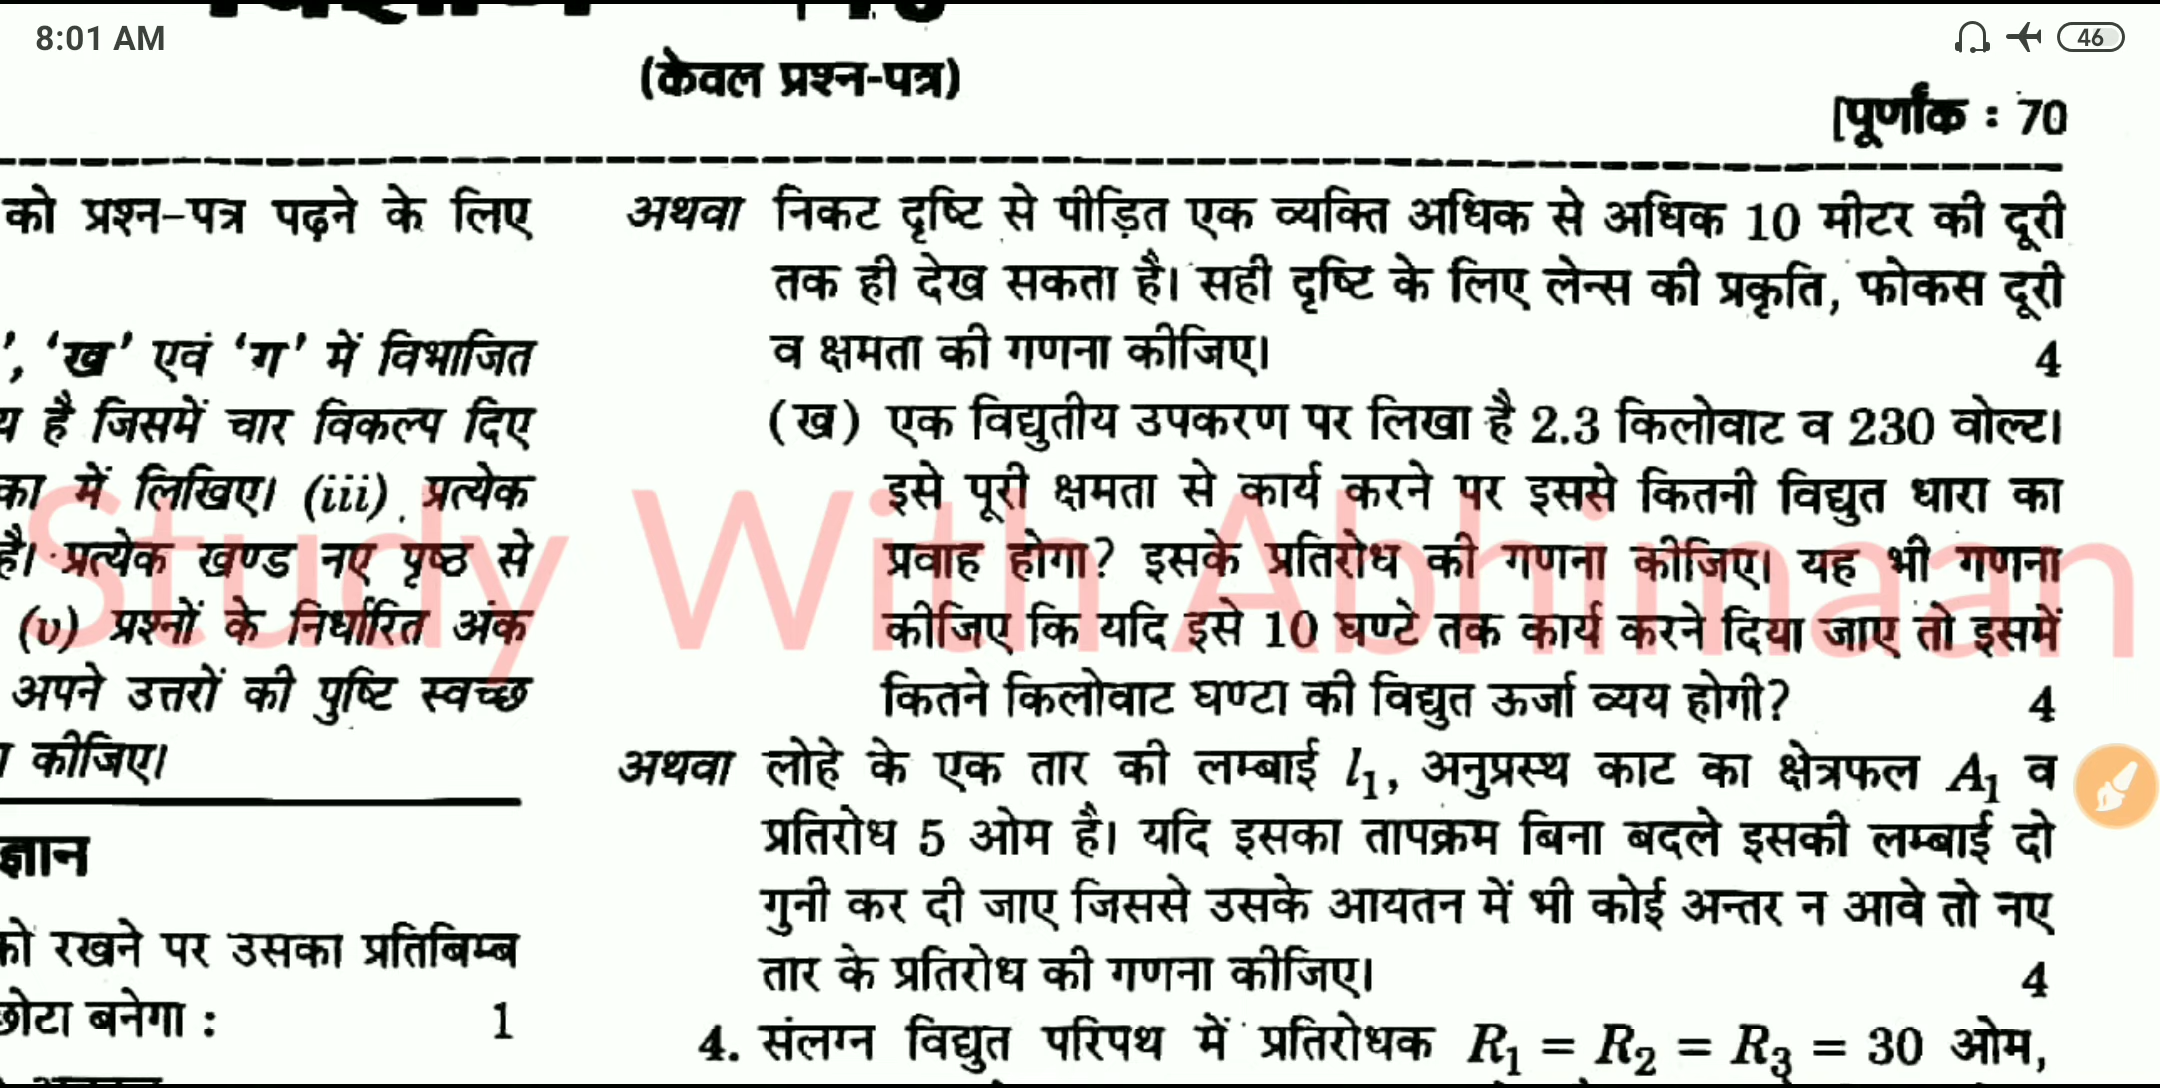 8:01 AM
46
(केवल प्रश्न-पत्र)
[पूर्णांक : 70
को प्रश्न-पत्र पढ़ने के लिए
', 'ख' एवं 'ग' में विभाजित
है जिसमें चार विकल्प दिए
में लिखिए। (iii) प्रत्येक
है। प्रत्येक खण्ड नए पृष्ठ से
(v) प्रश्नों के निर्धारित अंक
अपने उत्तरों की पुष्टि स्वच्छ
कीजिए।
को रखने पर उसका प्रतिबिम्ब
छोटा बनेगा : 1
अथवा निकट दृष्टि से पीड़ित एक व्यक्ति अधिक से अधिक 10 मीटर की दूरी
तक ही देख सकता है। सही दृष्टि के लिए लेन्स की प्रकृति, फोकस दूरी
व क्षमता की गणना कीजिए। 4
(ख) एक विद्युतीय उपकरण पर लिखा है 2.3 किलोवाट व 230 वोल्ट।
इसे पूरी क्षमता से कार्य करने पर इससे कितनी विद्युत धारा का
प्रवाह होगा? इसके प्रतिरोध की गणना कीजिए। यह भी गणना
कीजिए कि यदि इसे 10 घण्टे तक कार्य करने दिया जाए तो इसमें
कितने किलोवाट घण्टा की विद्युत ऊर्जा व्यय होगी? 4
अथवा लोहे के एक तार की लम्बाई l₁, अनुप्रस्थ काट का क्षेत्रफल A₁ व
प्रतिरोध 5 ओम है। यदि इसका तापक्रम बिना बदले इसकी लम्बाई दो
गुनी कर दी जाए जिससे उसके आयतन में भी कोई अन्तर न आवे तो नए
तार के प्रतिरोध की गणना कीजिए। 4
4. संलग्न विद्युत परिपथ में प्रतिरोधक R₁ = R₂ = R₃ = 30 ओम,
Study With Abhimaan